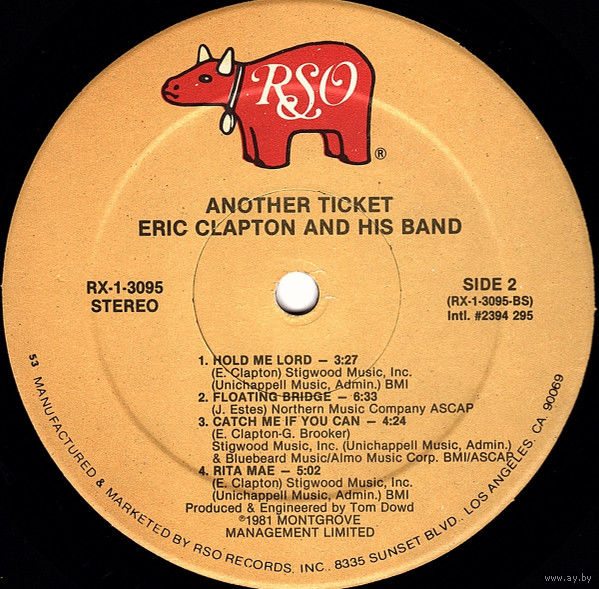 RSO
®
ANOTHER TICKET
ERIC CLAPTON AND HIS BAND
RX-1-3095
STEREO
SIDE 2
(RX-1-3095-BS)
Intl. #2394 295
1. HOLD ME LORD — 3:27
(E. Clapton) Stigwood Music, Inc.
(Unichappell Music, Admin.) BMI
2. FLOATING BRIDGE — 6:33
(J. Estes) Northern Music Company ASCAP
3. CATCH ME IF YOU CAN — 4:24
(E. Clapton-G. Brooker)
Stigwood Music, Inc. (Unichappell Music, Admin.)
& Bluebeard Music/Almo Music Corp. BMI/ASCAP
4. RITA MAE — 5:02
(E. Clapton) Stigwood Music, Inc.
(Unichappell Music, Admin.) BMI
Produced & Engineered by Tom Dowd
℗1981 MONTGROVE
MANAGEMENT LIMITED
53 MANUFACTURED & MARKETED BY RSO RECORDS, INC.. 8335 SUNSET BLVD., LOS ANGELES, CA. 90069
www.ay.by